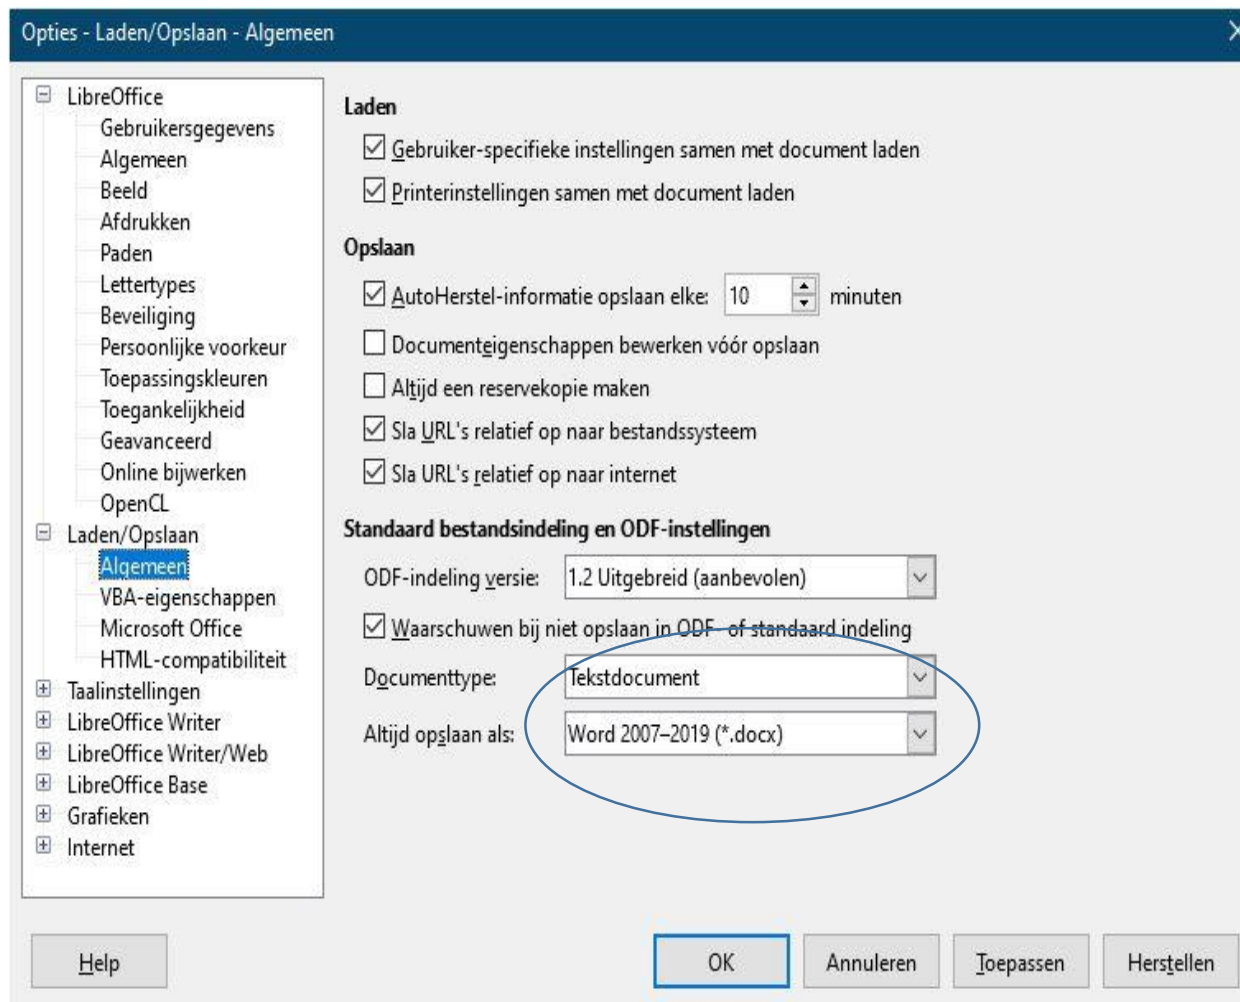 Opties - Laden/Opslaan - Algemeen
LibreOffice
Gebruikersgegevens
Algemeen
Beeld
Afdrukken
Paden
Lettertypes
Beveiliging
Persoonlijke voorkeur
Toepassingskleuren
Toegankelijkheid
Geavanceerd
Online bijwerken
OpenCL
Laden/Opslaan
Algemeen
VBA-eigenschappen
Microsoft Office
HTML-compatibiliteit
Taalinstellingen
LibreOffice Writer
LibreOffice Writer/Web
LibreOffice Base
Grafieken
Internet
Laden
Gebruiker-specifieke instellingen samen met document laden
Printerinstellingen samen met document laden
Opslaan
AutoHerstel-informatie opslaan elke: 10 minuten
Documenteigenschappen bewerken vóór opslaan
Altijd een reservekopie maken
Sla URL's relatief op naar bestandssysteem
Sla URL's relatief op naar internet
Standaard bestandsindeling en ODF-instellingen
ODF-indeling versie: 1.2 Uitgebreid (aanbevolen)
Waarschuwen bij niet opslaan in ODF- of standaard indeling
Documenttype: Tekstdocument
Altijd opslaan als: Word 2007–2019 (*.docx)
Help OK Annuleren Toepassen Herstellen